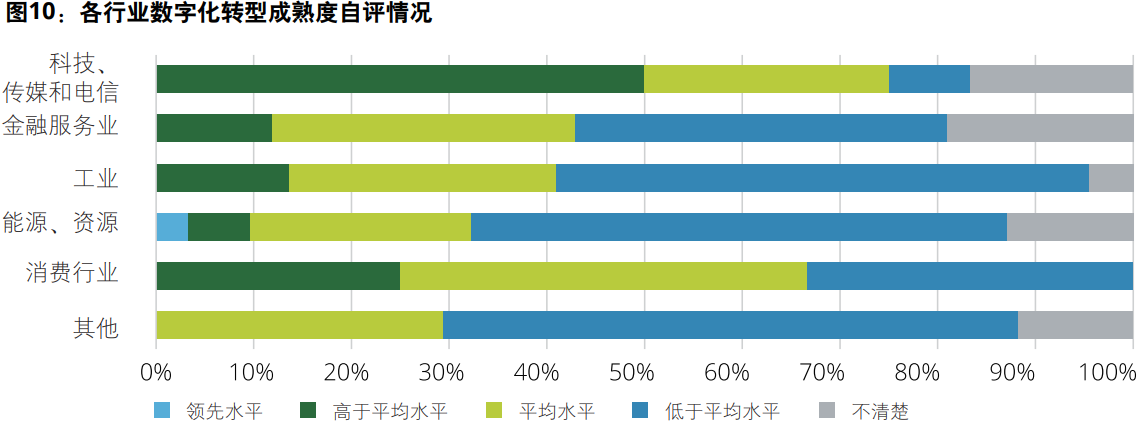 图10：各行业数字化转型成熟度自评情况
科技、
传媒和电信
金融服务业
工业
能源、资源
消费行业
其他
0% 10% 20% 30% 40% 50% 60% 70% 80% 90% 100%
领先水平 高于平均水平 平均水平 低于平均水平 不清楚